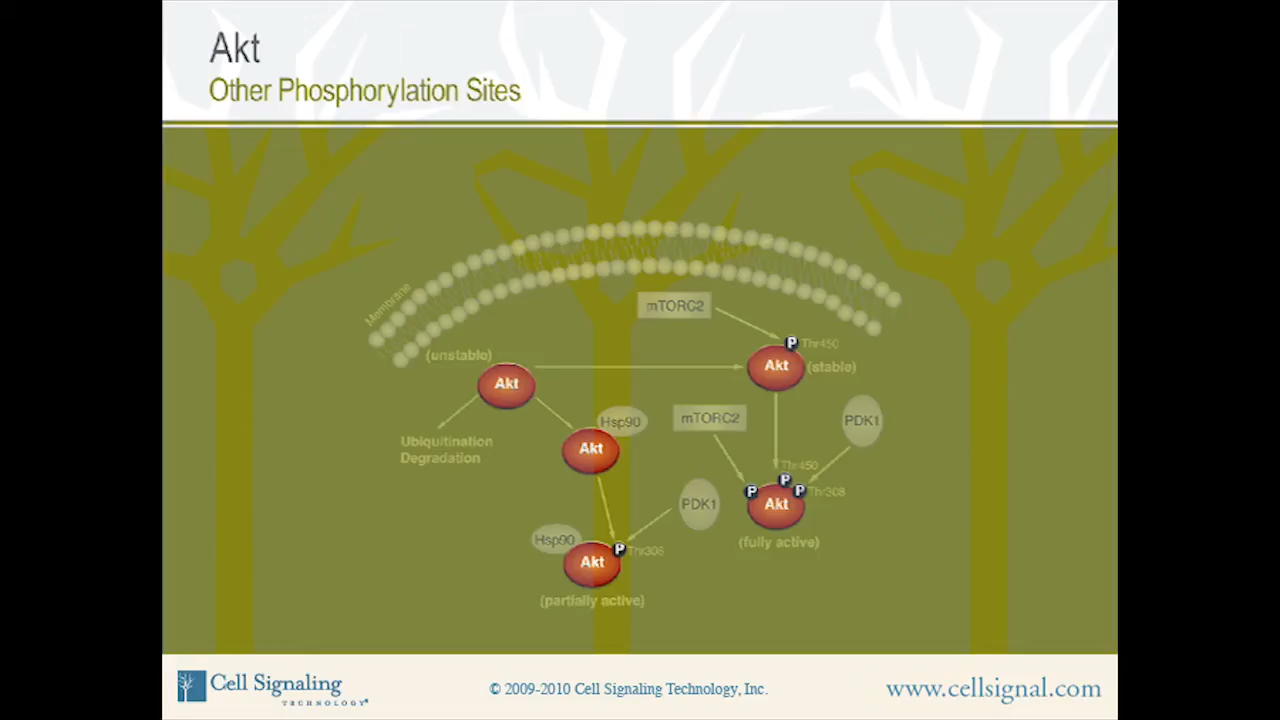 Akt
Other Phosphorylation Sites
Membrane
mTORC2
P
Thr450
(unstable)
Akt
Akt
(stable)
Hsp90
mTORC2
PDK1
Ubiquitination
Degradation
Akt
Thr450
P
P
P
Thr308
Akt
PDK1
(fully active)
Hsp90
P
Thr308
Akt
(partially active)
Cell Signaling
TECHNOLOGY®
© 2009-2010 Cell Signaling Technology, Inc.
www.cellsignal.com